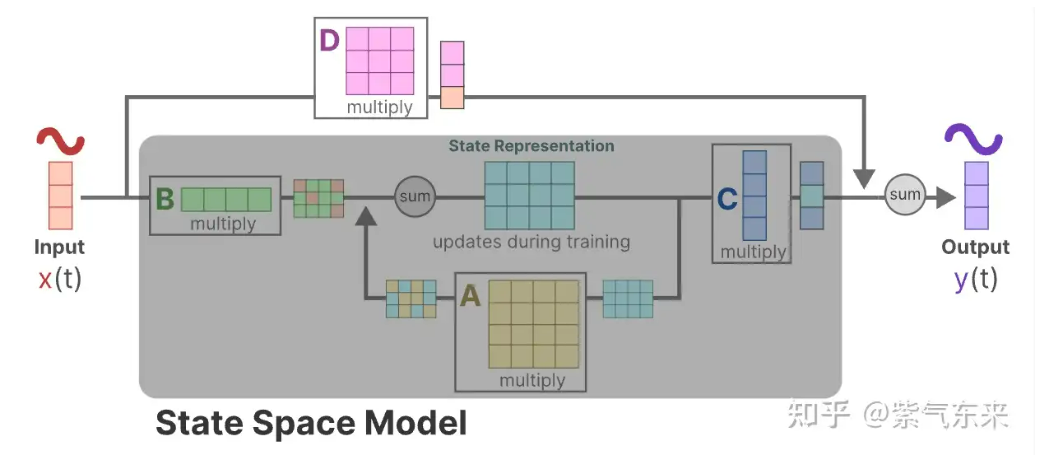 D
multiply
State Representation
B
multiply
sum
updates during training
C
multiply
sum
Input
x(t)
Output
y(t)
A
multiply
State Space Model
知乎 @紫气东来